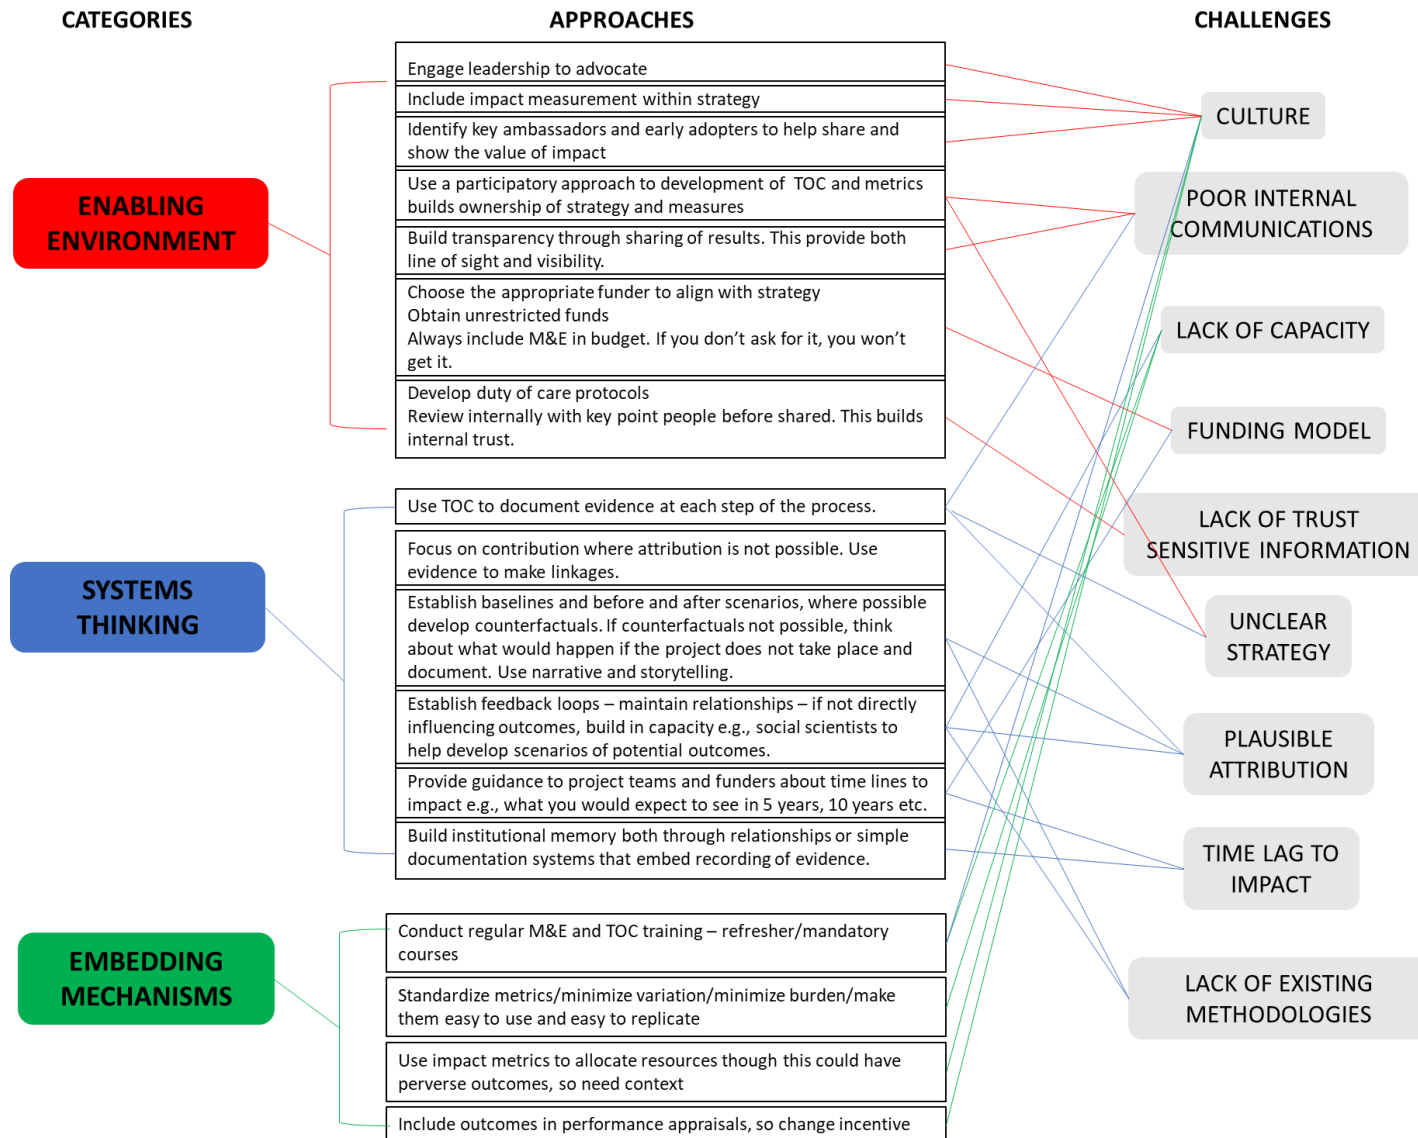 CATEGORIES
APPROACHES
CHALLENGES
ENABLING
ENVIRONMENT
Engage leadership to advocate
Include impact measurement within strategy
Identify key ambassadors and early adopters to help share and
show the value of impact
Use a participatory approach to development of TOC and metrics
builds ownership of strategy and measures
Build transparency through sharing of results. This provide both
line of sight and visibility.
Choose the appropriate funder to align with strategy
Obtain unrestricted funds
Always include M&E in budget. If you don’t ask for it, you won’t
get it.
Develop duty of care protocols
Review internally with key point people before shared. This builds
internal trust.
SYSTEMS
THINKING
Use TOC to document evidence at each step of the process.
Focus on contribution where attribution is not possible. Use
evidence to make linkages.
Establish baselines and before and after scenarios, where possible
develop counterfactuals. If counterfactuals not possible, think
about what would happen if the project does not take place and
document. Use narrative and storytelling.
Establish feedback loops – maintain relationships – if not directly
influencing outcomes, build in capacity e.g., social scientists to
help develop scenarios of potential outcomes.
Provide guidance to project teams and funders about time lines to
impact e.g., what you would expect to see in 5 years, 10 years etc.
Build institutional memory both through relationships or simple
documentation systems that embed recording of evidence.
EMBEDDING
MECHANISMS
Conduct regular M&E and TOC training – refresher/mandatory
courses
Standardize metrics/minimize variation/minimize burden/make
them easy to use and easy to replicate
Use impact metrics to allocate resources though this could have
perverse outcomes, so need context
Include outcomes in performance appraisals, so change incentive
CULTURE
POOR INTERNAL
COMMUNICATIONS
LACK OF CAPACITY
FUNDING MODEL
LACK OF TRUST
SENSITIVE INFORMATION
UNCLEAR
STRATEGY
PLAUSIBLE
ATTRIBUTION
TIME LAG TO
IMPACT
LACK OF EXISTING
METHODOLOGIES